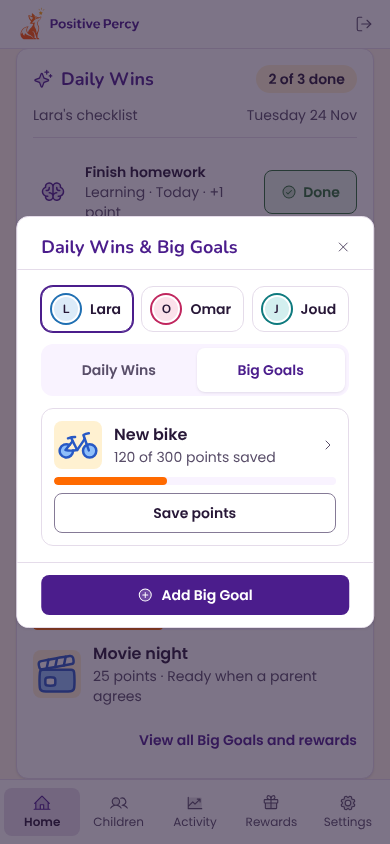 Positive Percy
Daily Wins
2 of 3 done
Lara's checklist
Tuesday 24 Nov
Finish homework
Learning · Today · +1
point
Done
Daily Wins & Big Goals
L Lara
O Omar
J Joud
Daily Wins
Big Goals
New bike
120 of 300 points saved
Save points
Add Big Goal
Movie night
25 points · Ready when a parent
agrees
View all Big Goals and rewards
Home
Children
Activity
Rewards
Settings